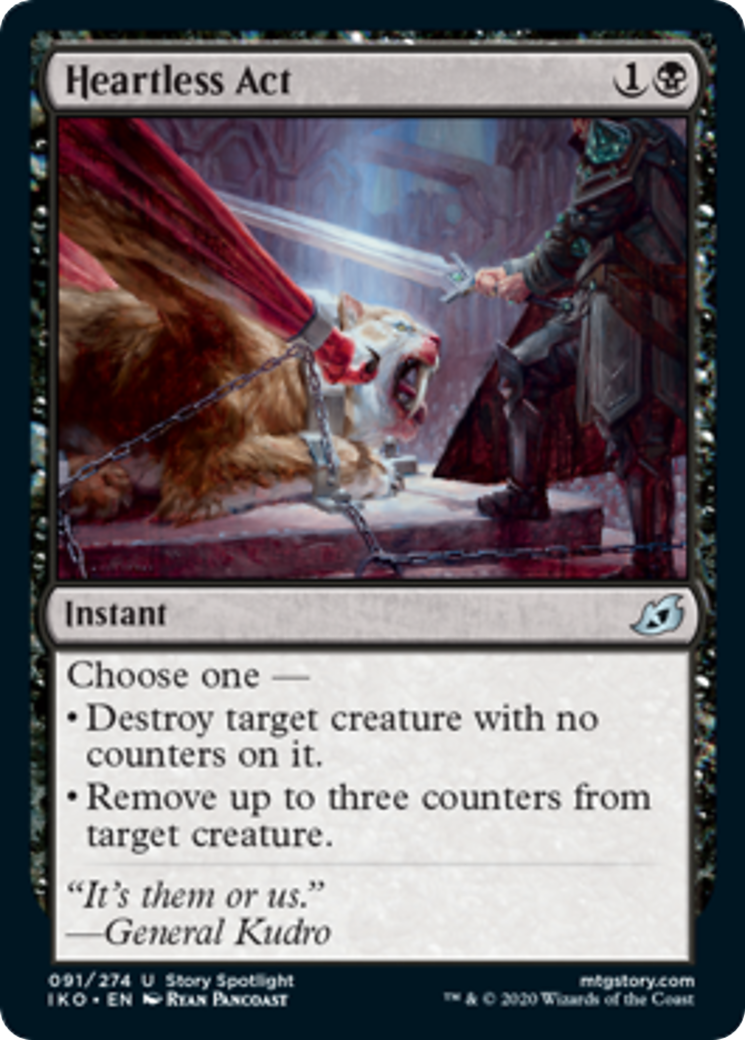 Heartless Act 1
Instant
Choose one —
• Destroy target creature with no
counters on it.
• Remove up to three counters from
target creature.
“It's them or us.”
—General Kudro
091/274 U Story Spotlight
mtgstory.com
IKO • EN Ryan Pancoast
™ & © 2020 Wizards of the Coast